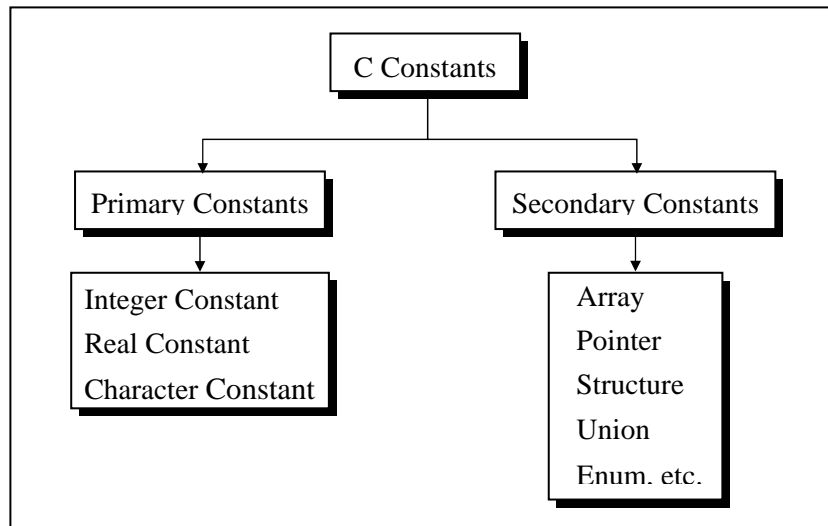 C Constants
Primary Constants
Secondary Constants
Integer Constant
Real Constant
Character Constant
Array
Pointer
Structure
Union
Enum, etc.